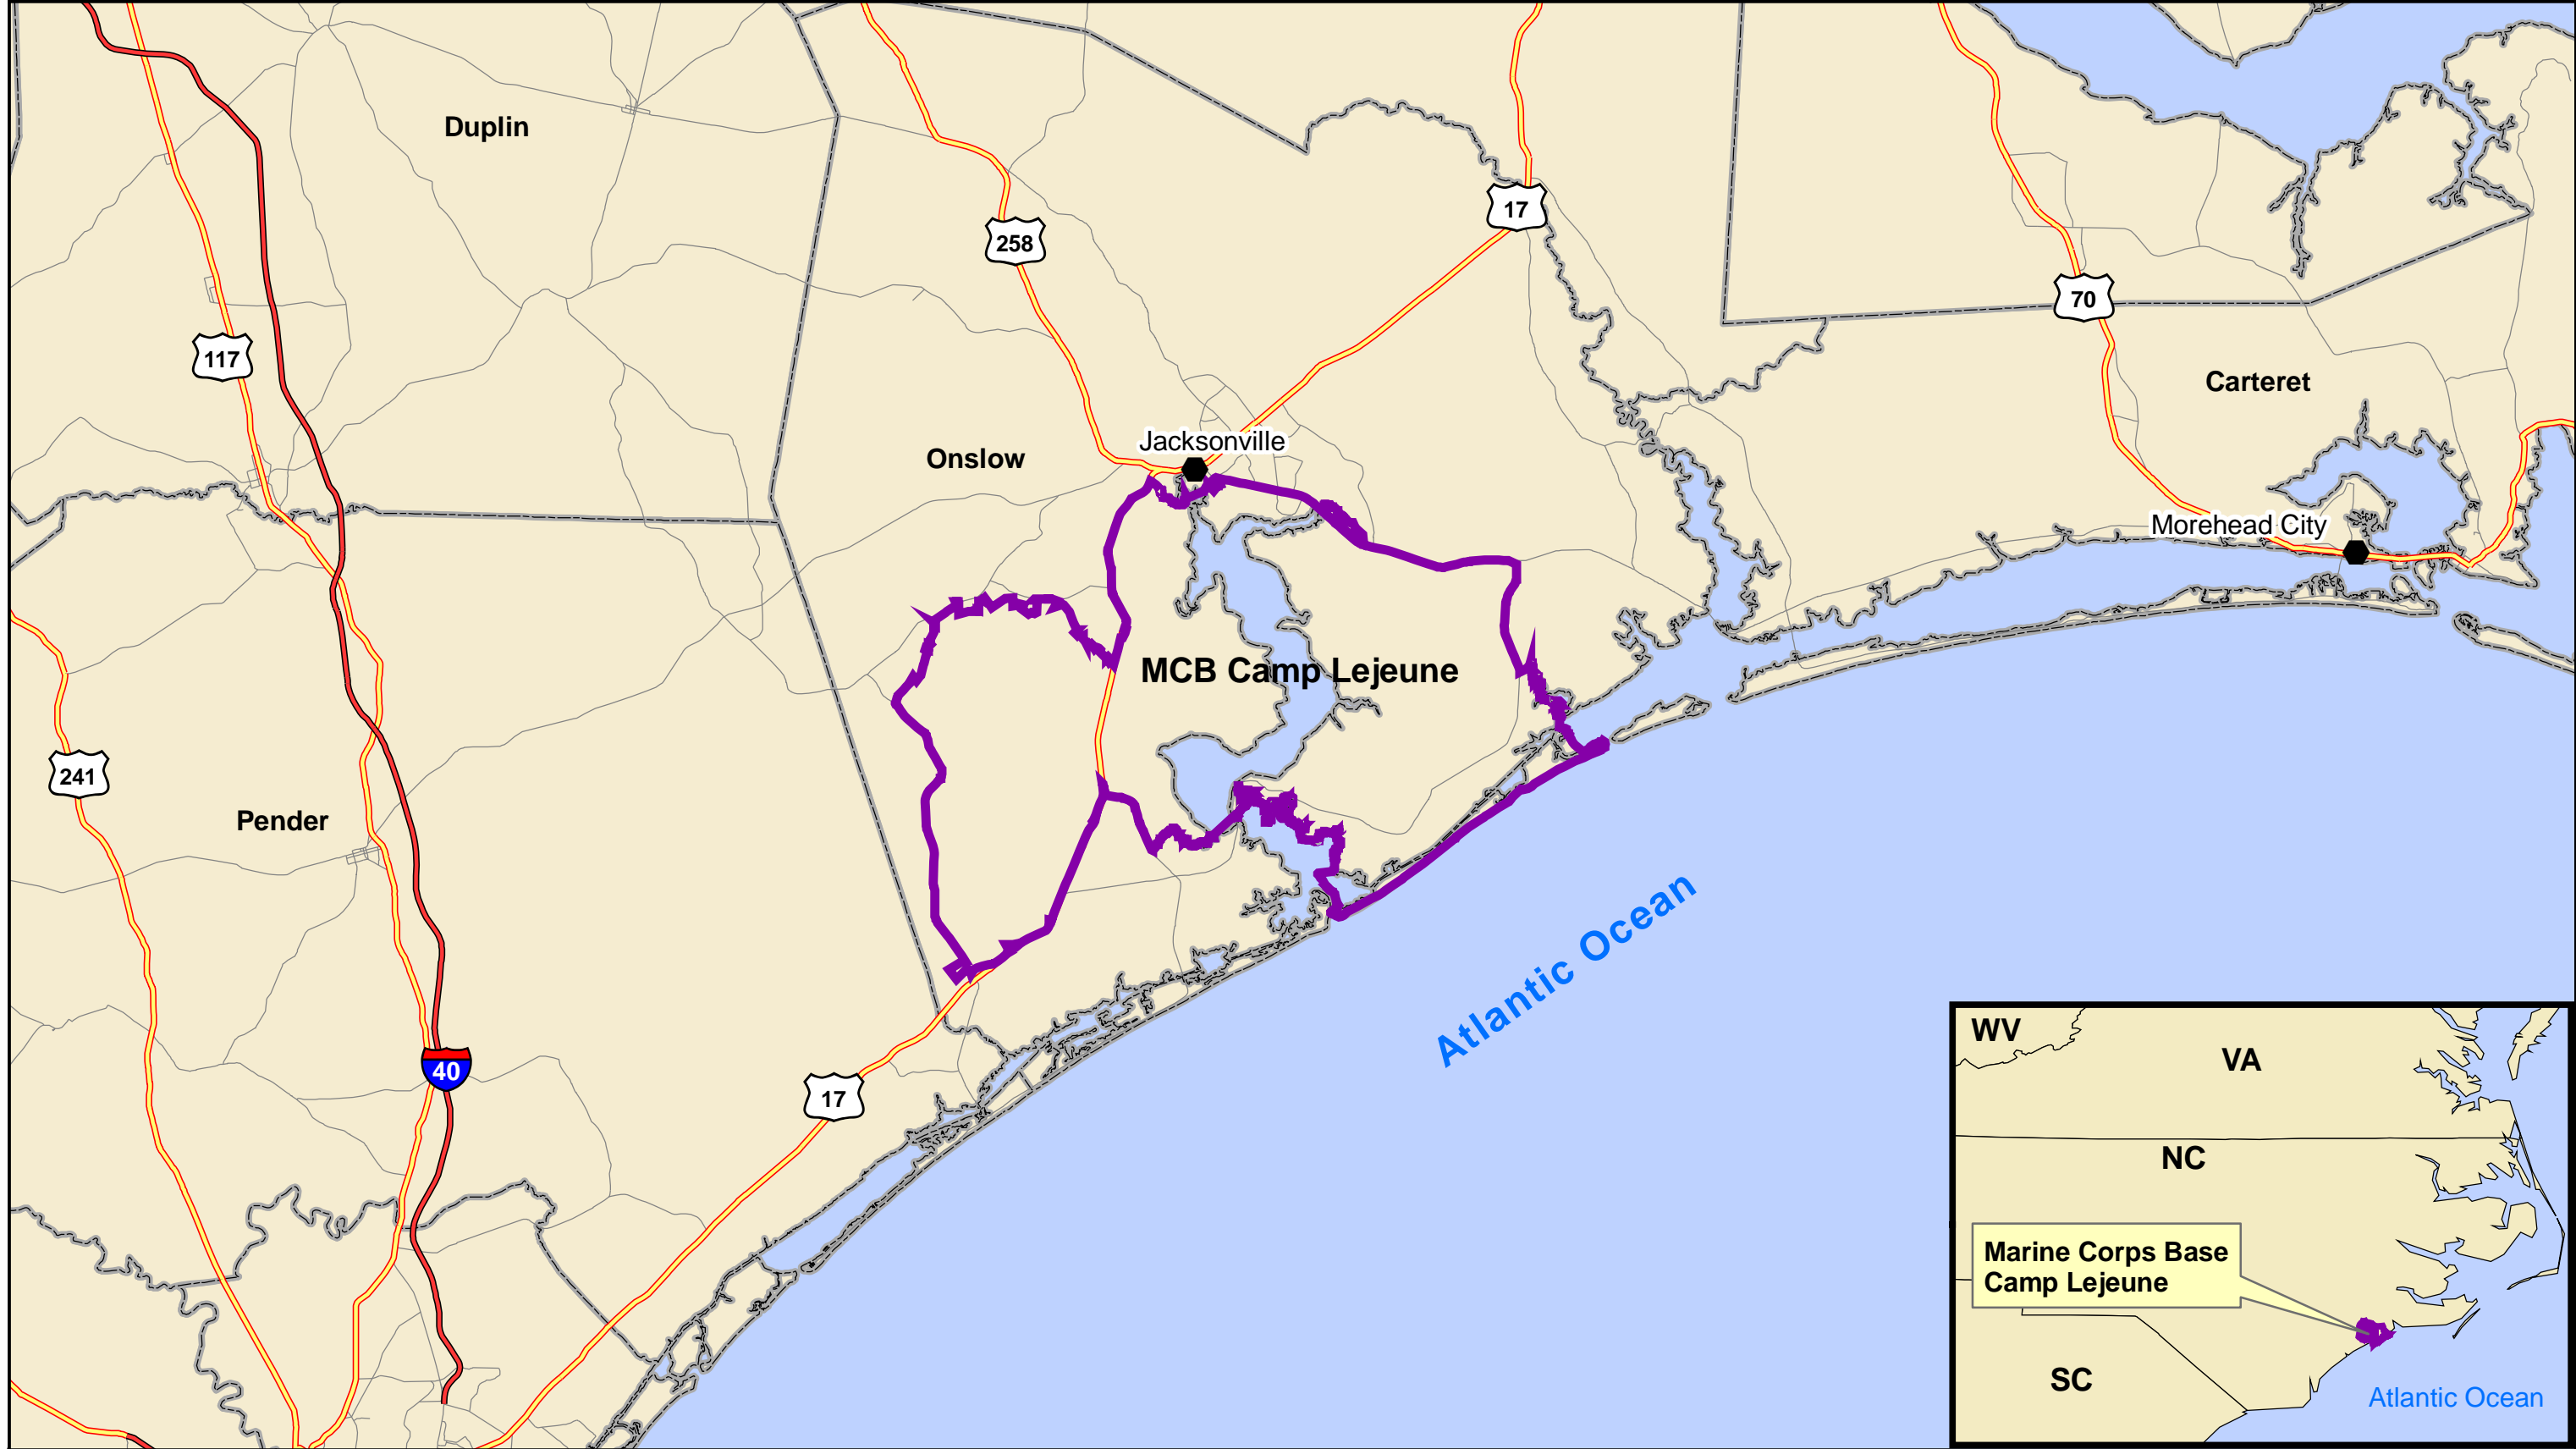 Duplin
17
258
70
117
Carteret
Jacksonville
Onslow
Morehead City
MCB Camp Lejeune
241
Pender
Atlantic Ocean
40
17
WV
VA
NC
Marine Corps Base
Camp Lejeune
SC
Atlantic Ocean